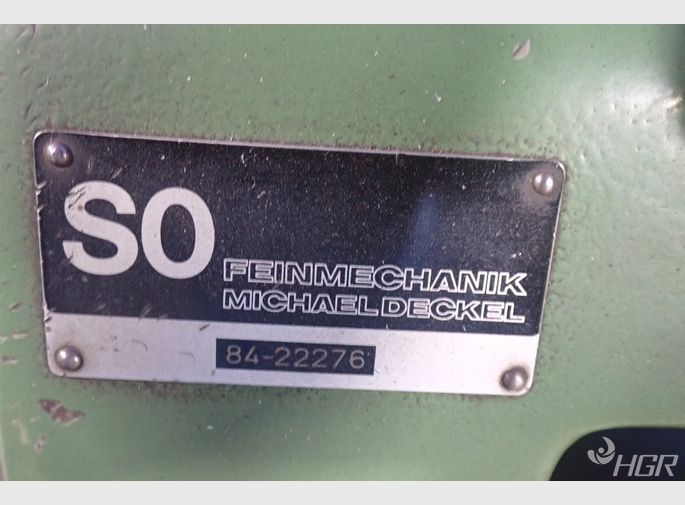 SO
FEINMECHANIK
MICHAEL DECKEL
84-22276
HGR